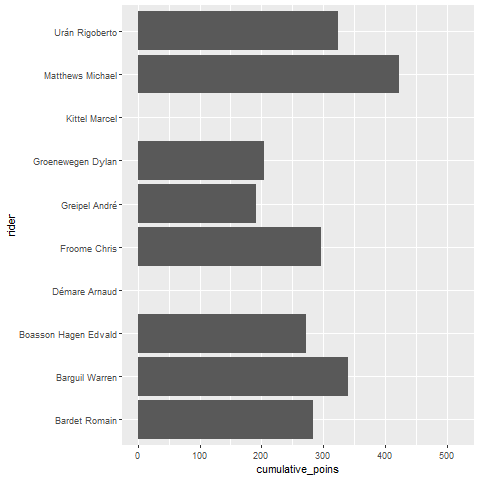 Urán Rigoberto
Matthews Michael
Kittel Marcel
Groenewegen Dylan
Greipel André
Froome Chris
Démare Arnaud
Boasson Hagen Edvald
Barguil Warren
Bardet Romain
rider
0 100 200 300 400 500
cumulative_poins